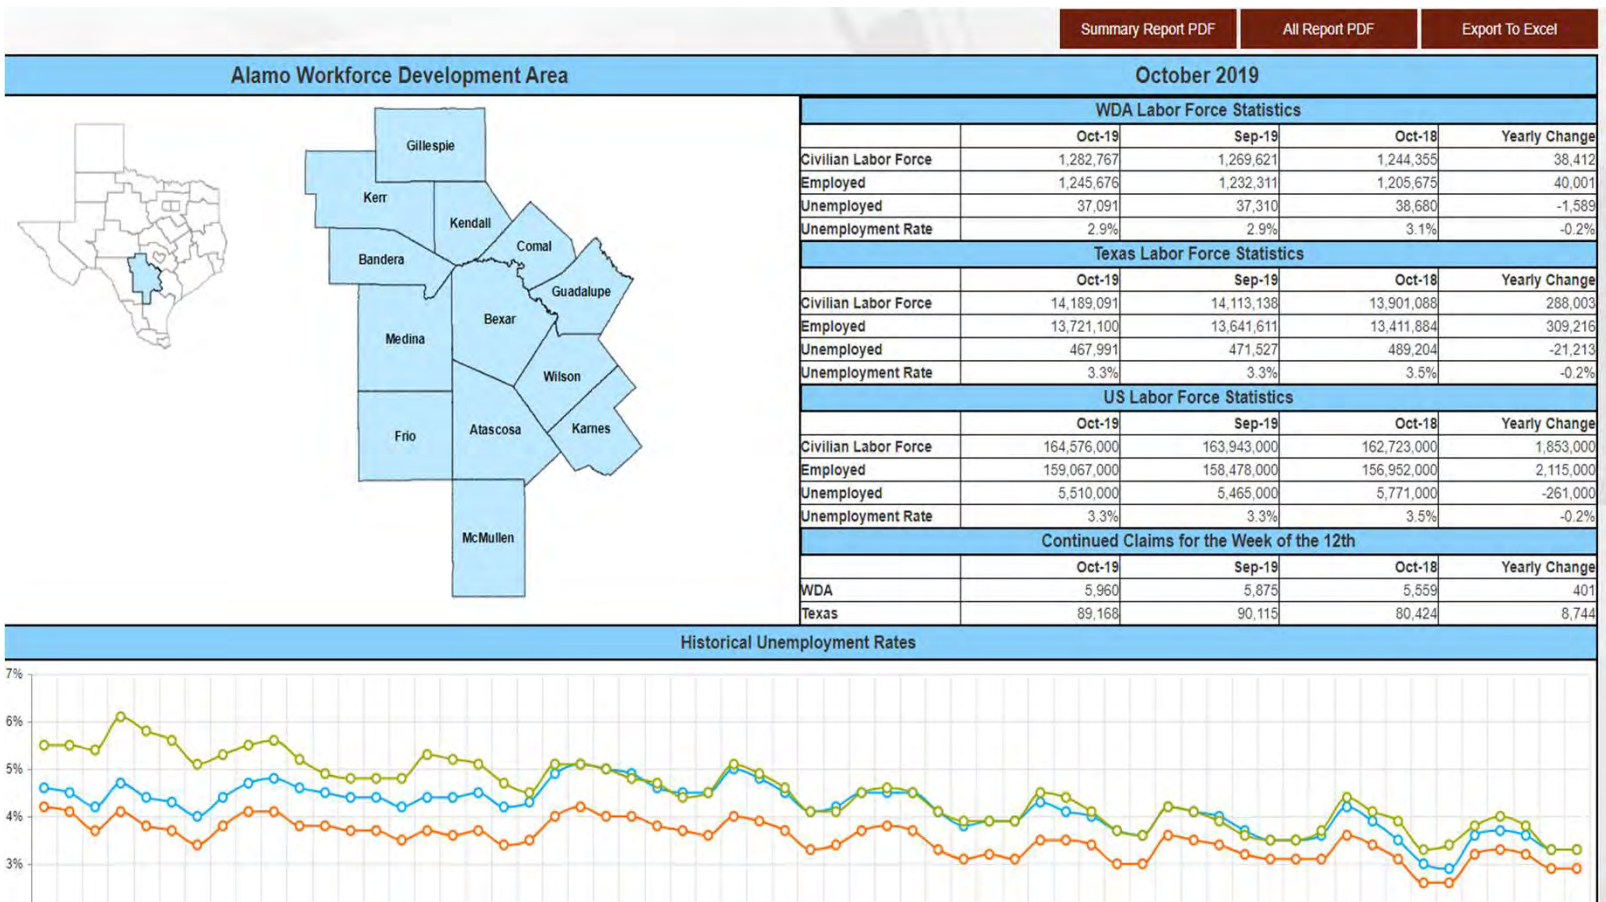 Summary Report PDF All Report PDF Export To Excel
Alamo Workforce Development Area October 2019
Gillespie
Kerr
Kendall
Comal
Bandera
Guadalupe
Bexar
Medina
Wilson
Frio
Atascosa
Karnes
McMullen
WDA Labor Force Statistics
Oct-19 Sep-19 Oct-18 Yearly Change
Civilian Labor Force 1,282,767 1,269,621 1,244,355 38,412
Employed 1,245,676 1,232,311 1,205,675 40,001
Unemployed 37,091 37,310 38,680 -1,589
Unemployment Rate 2.9% 2.9% 3.1% -0.2%
Texas Labor Force Statistics
Oct-19 Sep-19 Oct-18 Yearly Change
Civilian Labor Force 14,189,091 14,113,138 13,901,088 288,003
Employed 13,721,100 13,641,611 13,411,884 309,216
Unemployed 467,991 471,527 489,204 -21,213
Unemployment Rate 3.3% 3.3% 3.5% -0.2%
US Labor Force Statistics
Oct-19 Sep-19 Oct-18 Yearly Change
Civilian Labor Force 164,576,000 163,943,000 162,723,000 1,853,000
Employed 159,067,000 158,478,000 156,952,000 2,115,000
Unemployed 5,510,000 5,465,000 5,771,000 -261,000
Unemployment Rate 3.3% 3.3% 3.5% -0.2%
Continued Claims for the Week of the 12th
Oct-19 Sep-19 Oct-18 Yearly Change
WDA 5,960 5,875 5,559 401
Texas 89,168 90,115 80,424 8,744
Historical Unemployment Rates
7%
6%
5%
4%
3%